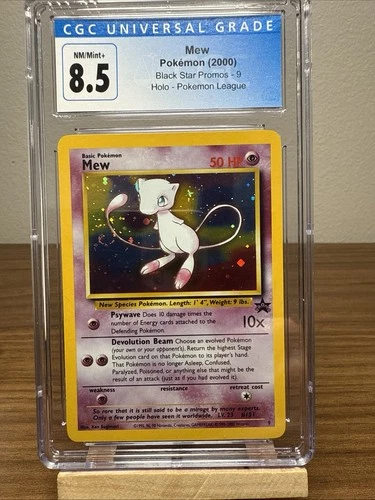 CGC UNIVERSAL GRADE
NM/Mint+
8.5
Mew
Pokémon (2000)
Black Star Promos - 9
Holo - Pokemon League
Basic Pokémon
Mew
50 HP
New Species Pokémon. Length: 1' 4", Weight: 9 lbs.
PROMO
Psywave Does 10 damage times the
number of Energy cards attached to the
Defending Pokémon.
10x
Devolution Beam Choose an evolved Pokémon
(your own or your opponent's). Return the highest Stage
Evolution card on that Pokémon to its player's hand.
That Pokémon is no longer Asleep, Confused,
Paralyzed, Poisoned, or anything else that might be the
result of an attack (just as if you had evolved it).
weakness
resistance
retreat cost
So rare that it is still said to be a mirage by many experts.
Only a few people have seen it worldwide. LV. 23 #151